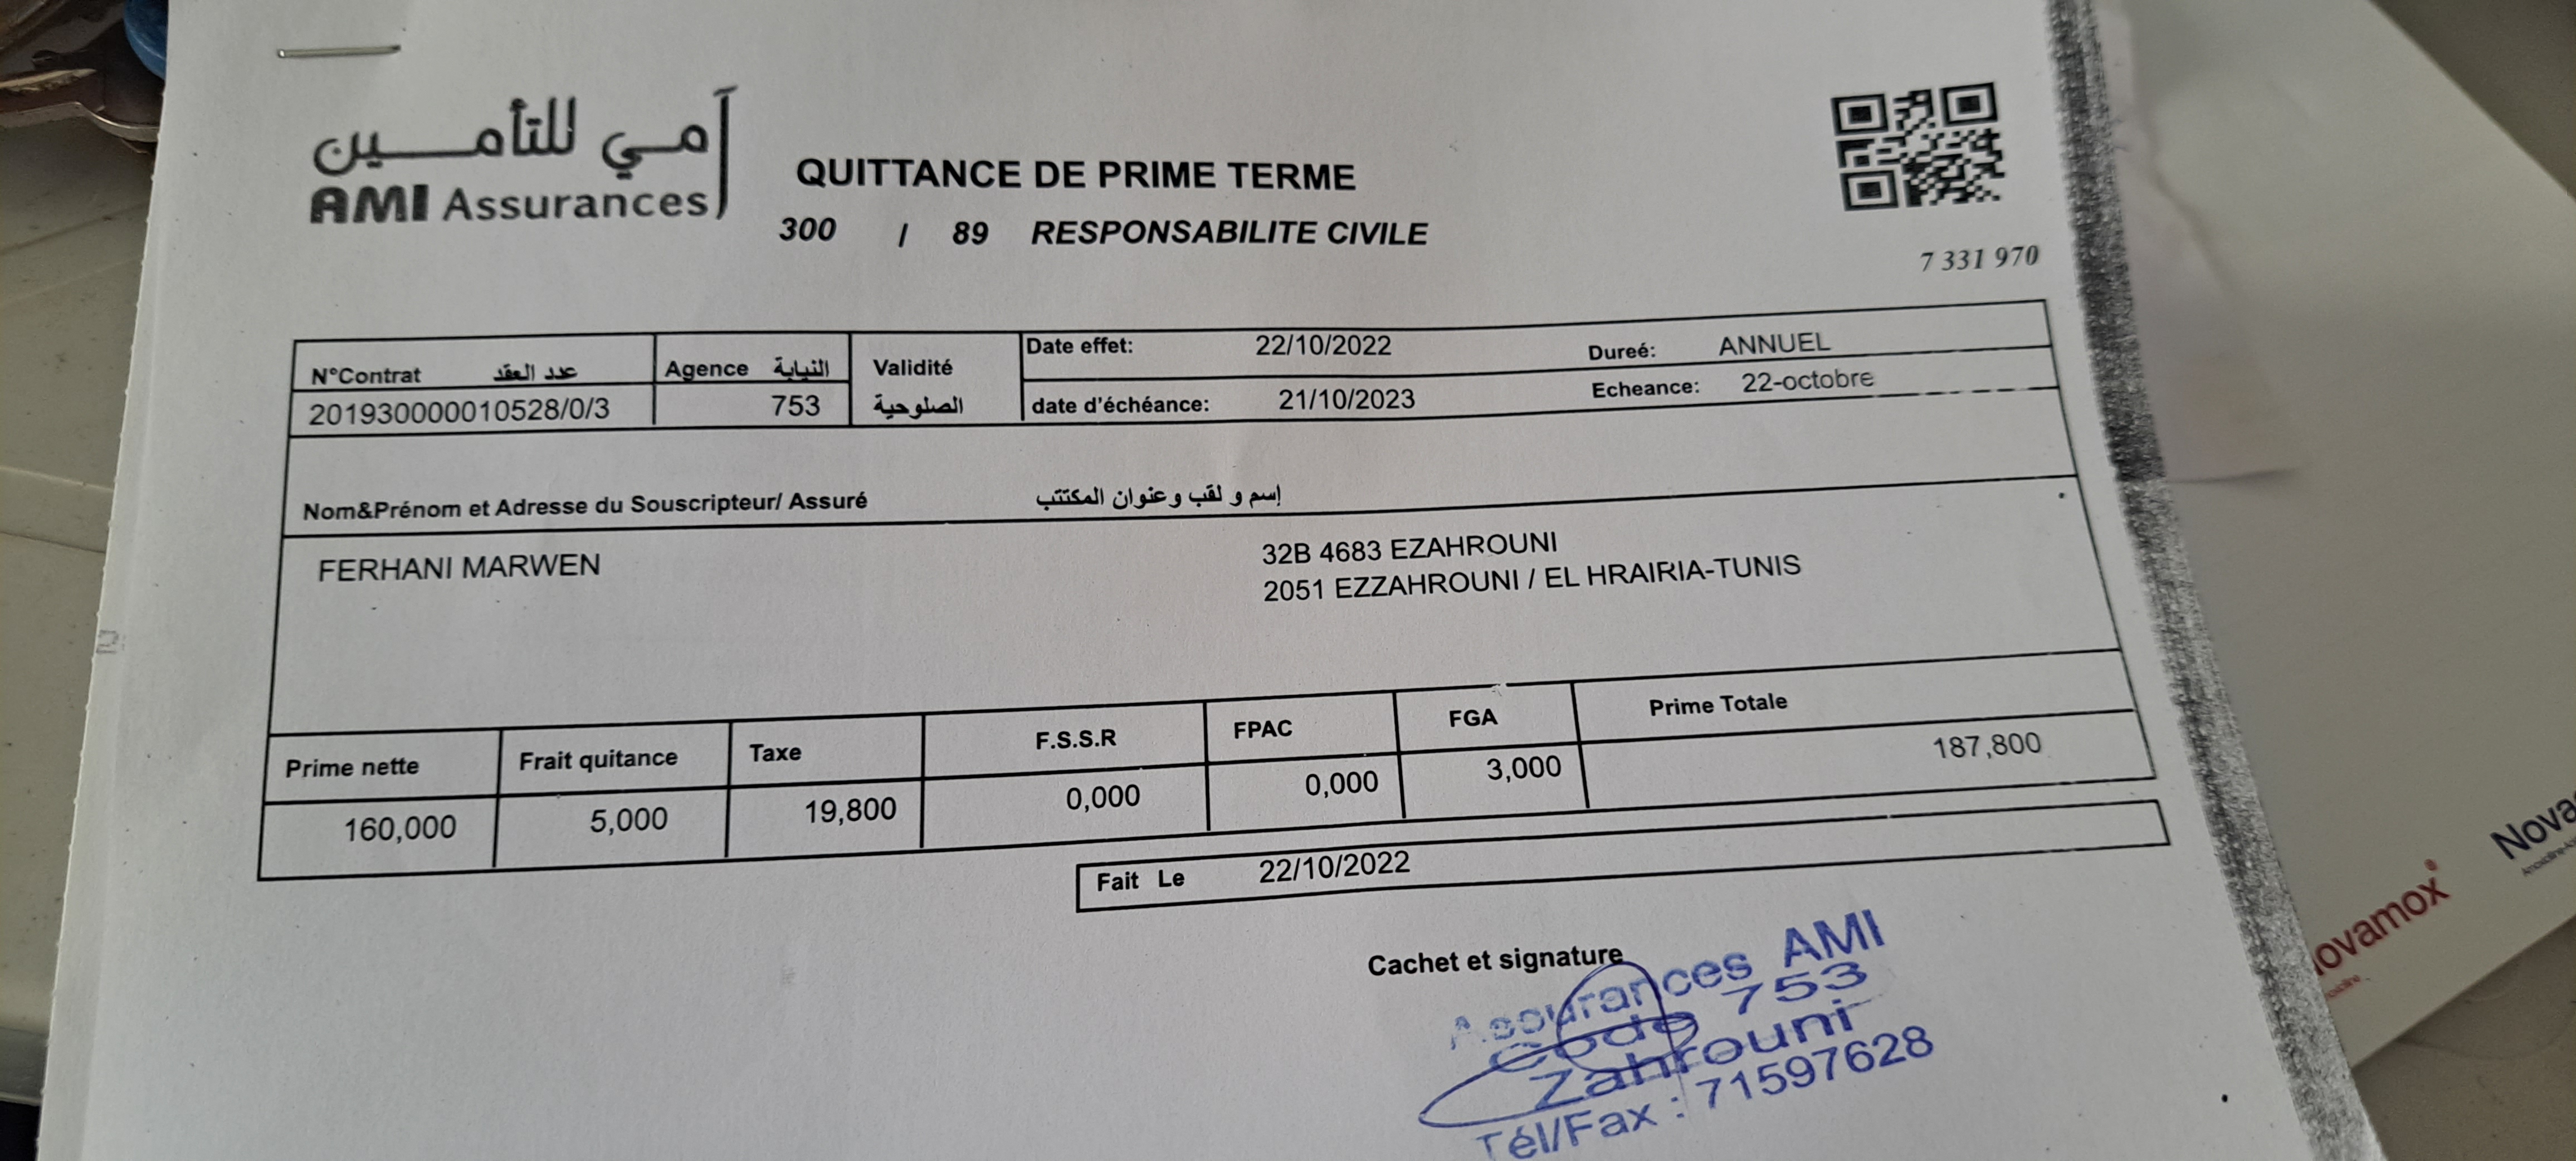 آمي للتأمين
AMI Assurances
QUITTANCE DE PRIME TERME
300 / 89 RESPONSABILITE CIVILE
7 331 970
N°Contrat عدد العقد
Agence النيابة
Validité
Date effet: 22/10/2022
Dureé: ANNUEL
201930000010528/0/3
753
الصلوحية
date d'échéance: 21/10/2023
Echeance: 22-octobre
Nom&Prénom et Adresse du Souscripteur/ Assuré إسم و لقب وعنوان المكتتب
FERHANI MARWEN
32B 4683 EZAHROUNI
2051 EZZAHROUNI / EL HRAIRIA-TUNIS
Prime nette Frait quitance Taxe F.S.S.R FPAC FGA Prime Totale
160,000 5,000 19,800 0,000 0,000 3,000 187,800
Fait Le 22/10/2022
Cachet et signature
Assurances AMI
Code 753
Zahrouni
Tél/Fax : 71597628
ovamox®
Nova